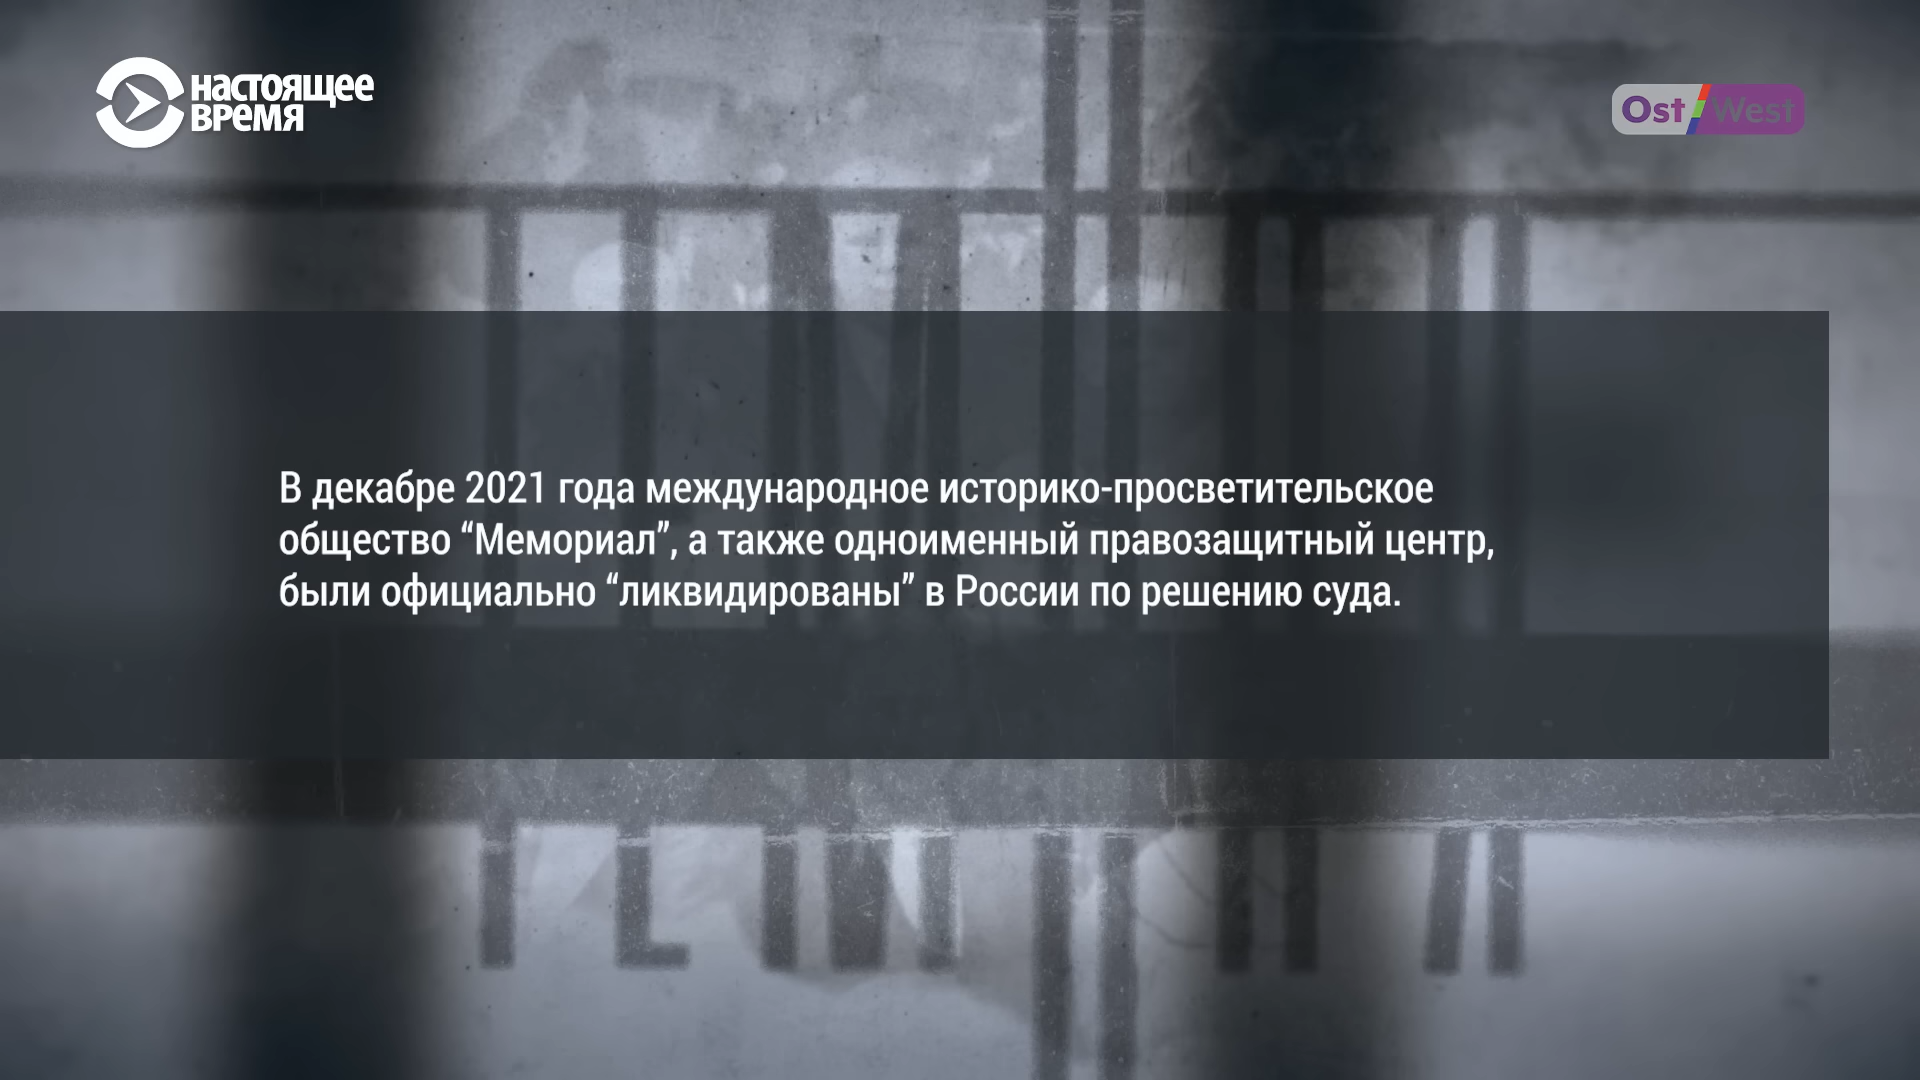 НАСТОЯЩЕЕ
ВРЕМЯ
Ost West
В декабре 2021 года международное историко-просветительское
общество “Мемориал”, а также одноименный правозащитный центр,
были официально “ликвидированы” в России по решению суда.